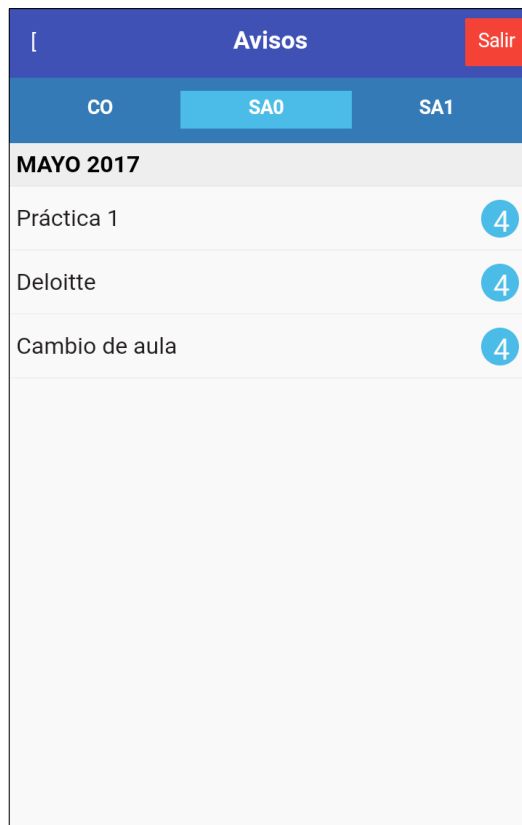 [ Avisos Salir
CO SA0 SA1
MAYO 2017
Práctica 1 4
Deloitte 4
Cambio de aula 4